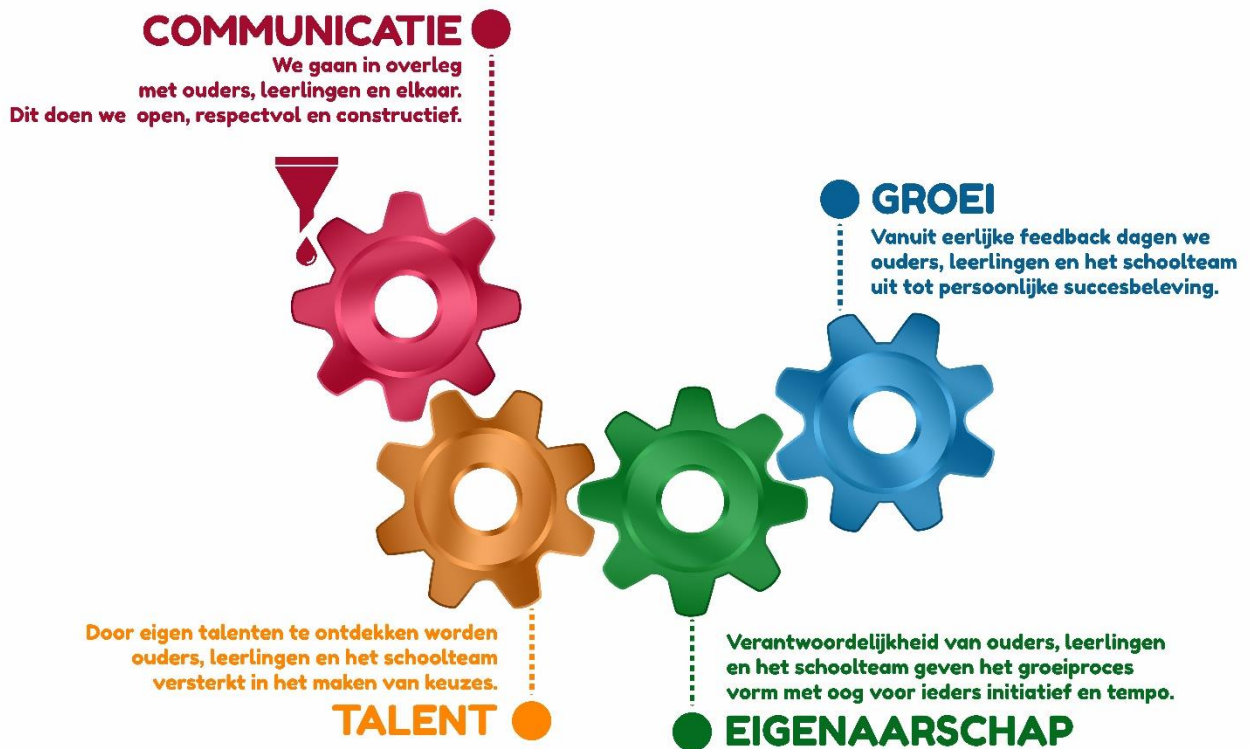 COMMUNICATIE
We gaan in overleg
met ouders, leerlingen en elkaar.
Dit doen we open, respectvol en constructief.
GROEI
Vanuit eerlijke feedback dagen we
ouders, leerlingen en het schoolteam
uit tot persoonlijke succesbeleving.
Door eigen talenten te ontdekken worden
ouders, leerlingen en het schoolteam
versterkt in het maken van keuzes.
TALENT
Verantwoordelijkheid van ouders, leerlingen
en het schoolteam geven het groeiproces
vorm met oog voor ieders initiatief en tempo.
EIGENAARSCHAP